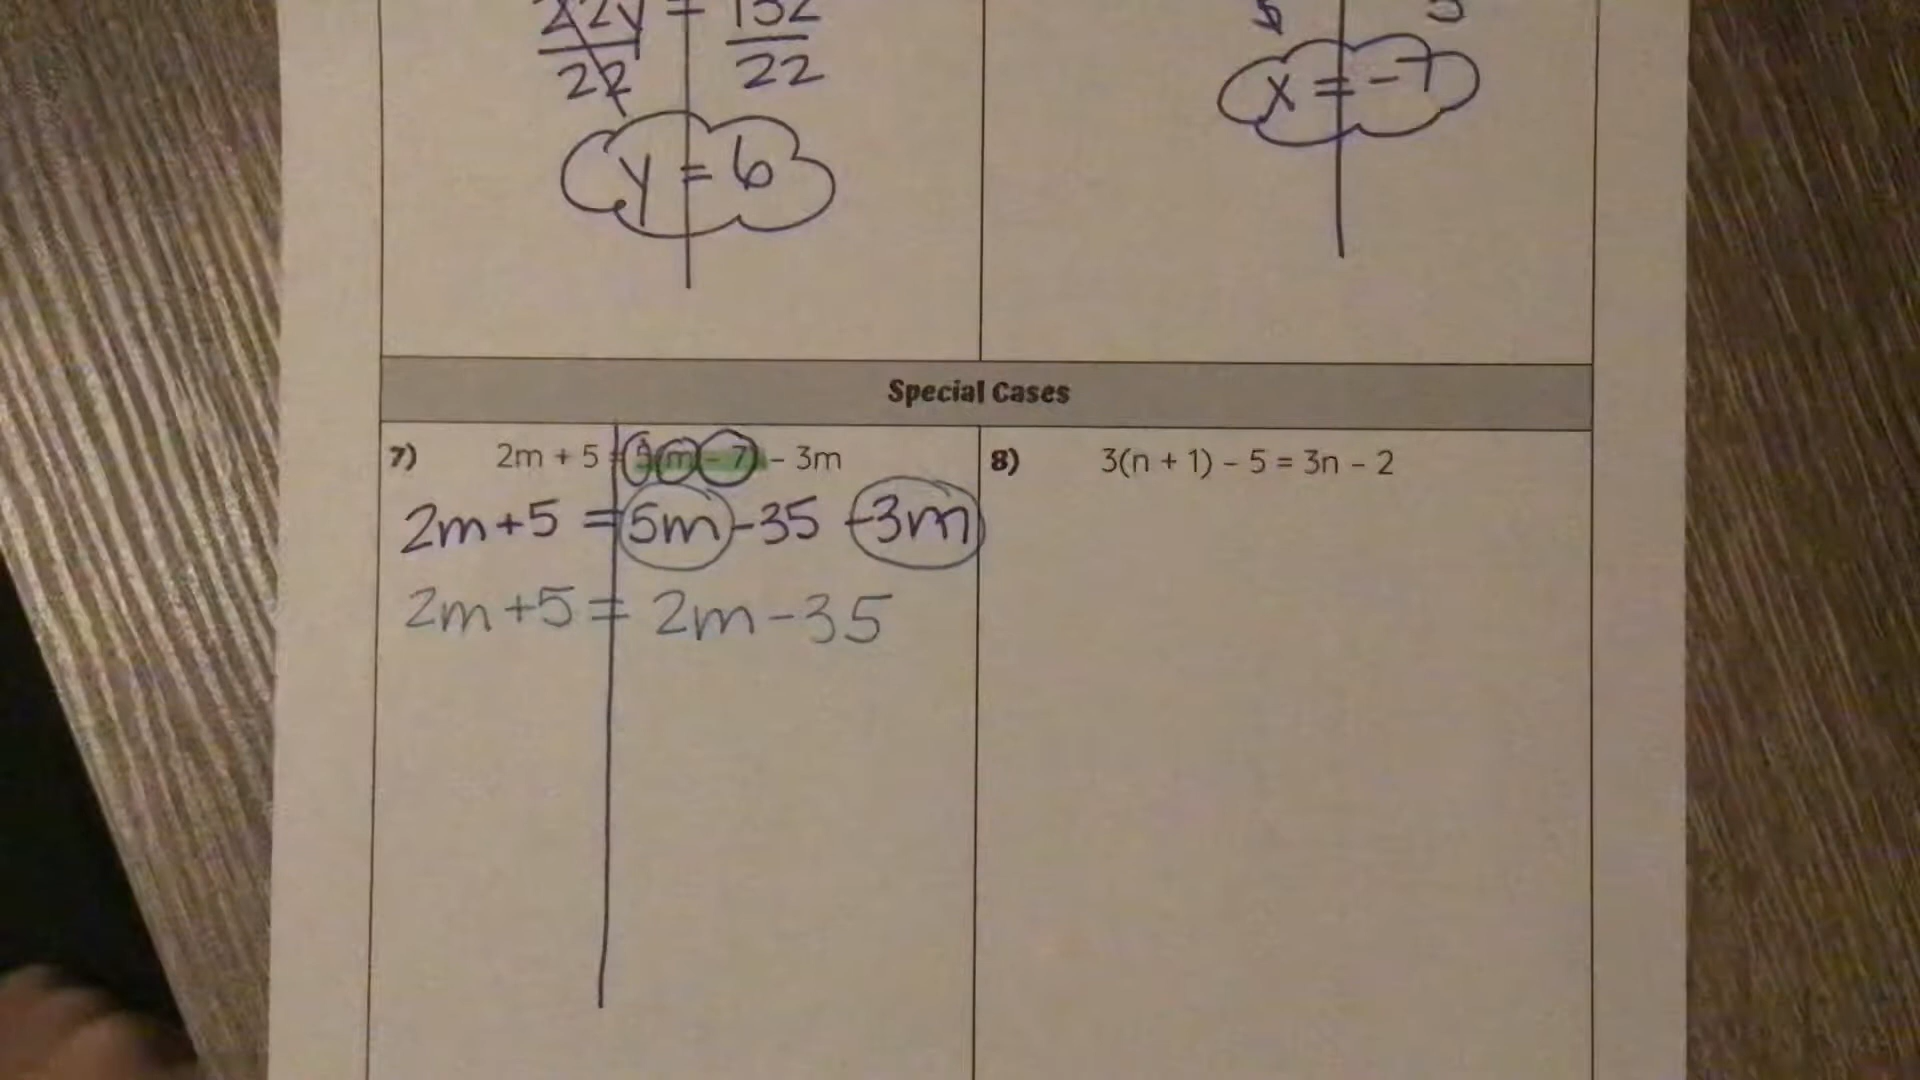 22y = 132
22 22
y = 6
x = -7
Special Cases
7) 2m + 5 = 5(m - 7) - 3m
2m+5 = 5m -35 -3m
2m+5 = 2m - 35
8) 3(n + 1) - 5 = 3n - 2